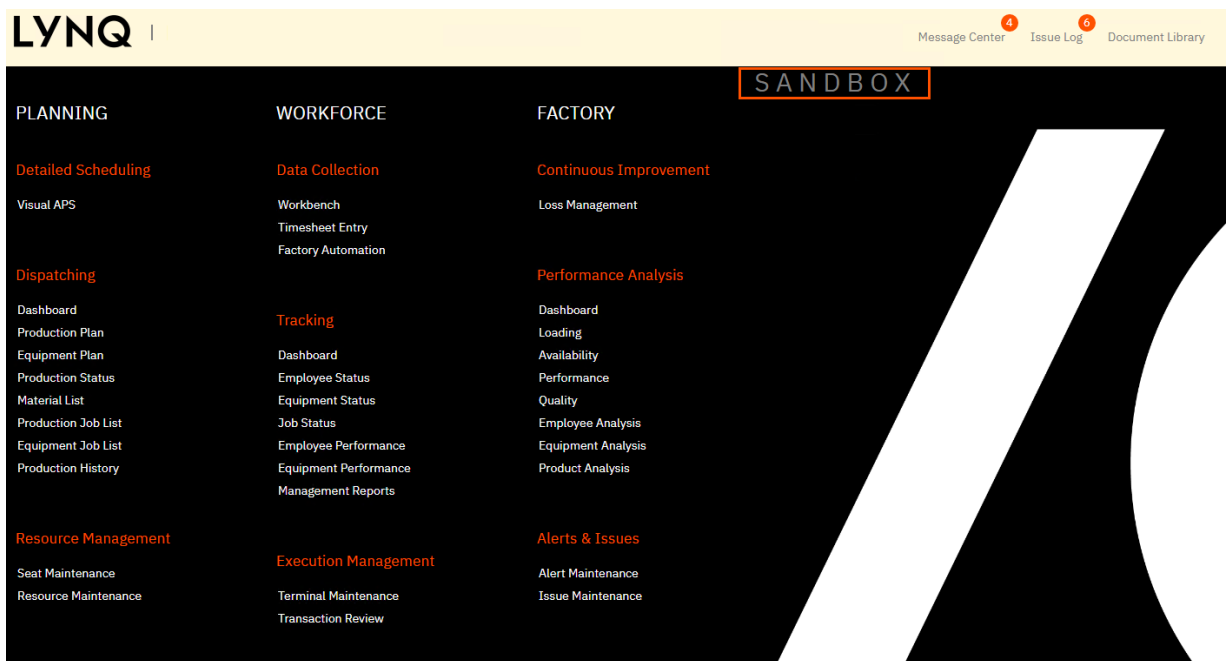 LYNQ |
4
6
Message Center
Issue Log
Document Library
SANDBOX
PLANNING
Detailed Scheduling
Visual APS
Dispatching
Dashboard
Production Plan
Equipment Plan
Production Status
Material List
Production Job List
Equipment Job List
Production History
Resource Management
Seat Maintenance
Resource Maintenance
WORKFORCE
Data Collection
Workbench
Timesheet Entry
Factory Automation
Tracking
Dashboard
Employee Status
Equipment Status
Job Status
Employee Performance
Equipment Performance
Management Reports
Execution Management
Terminal Maintenance
Transaction Review
FACTORY
Continuous Improvement
Loss Management
Performance Analysis
Dashboard
Loading
Availability
Performance
Quality
Employee Analysis
Equipment Analysis
Product Analysis
Alerts & Issues
Alert Maintenance
Issue Maintenance